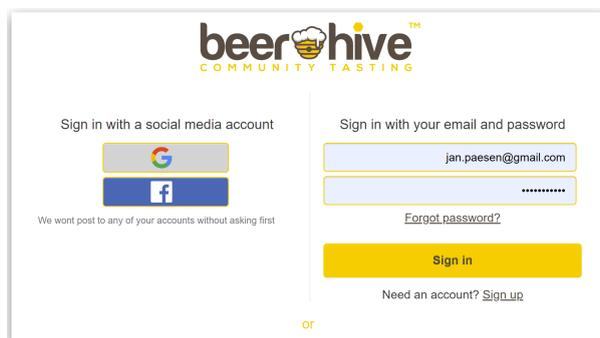 beer hive™
COMMUNITY TASTING
Sign in with a social media account
We wont post to any of your accounts without asking first
Sign in with your email and password
jan.paesen@gmail.com
•••••••••••
Forgot password?
Sign in
Need an account? Sign up
or